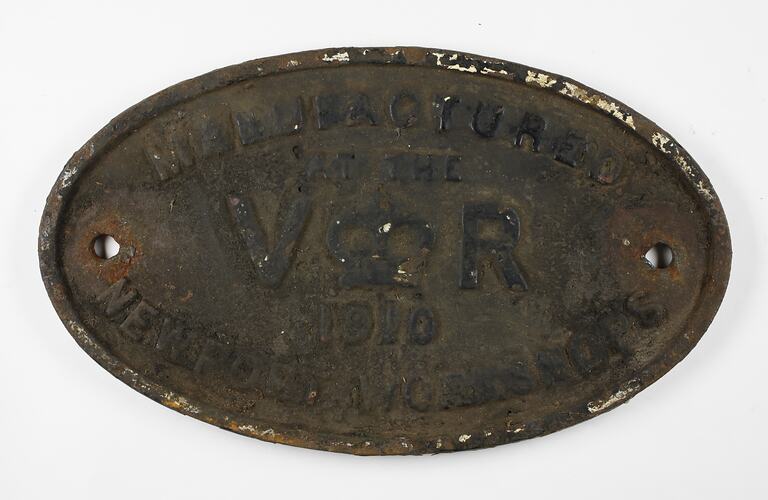 MANUFACTURED
AT THE
V R
1910
NEWPORT WORKSHOPS